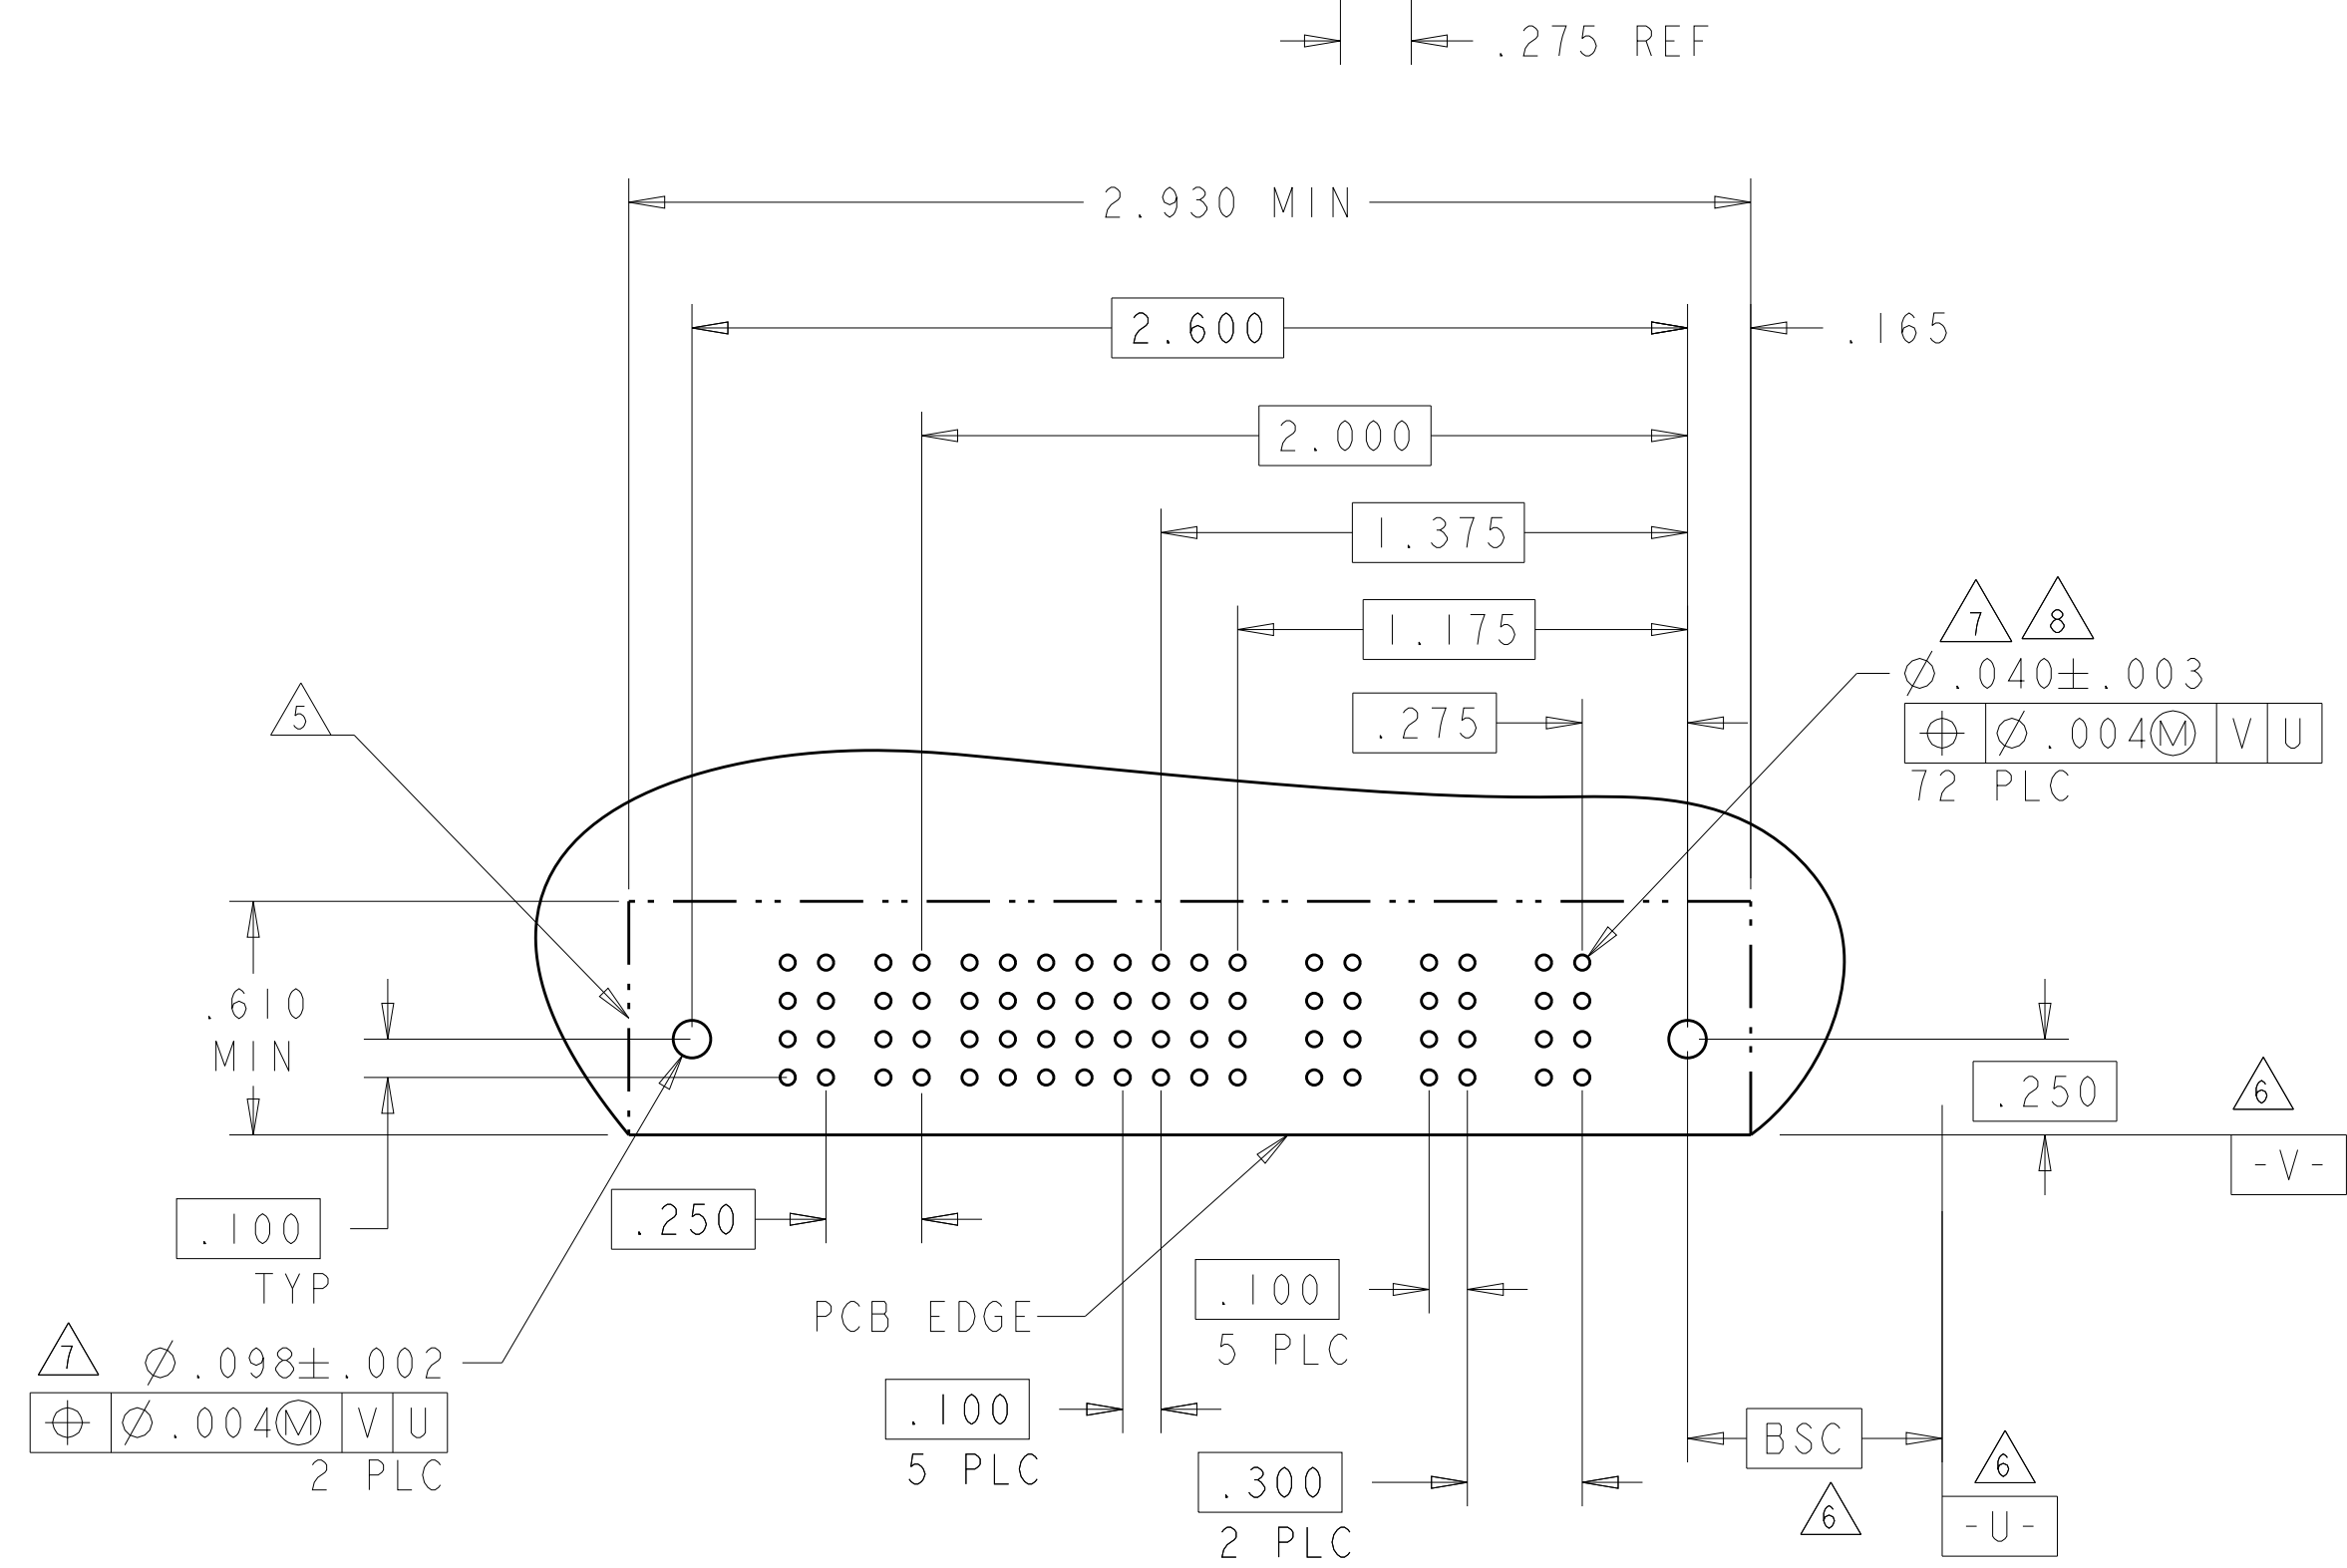 .275 REF
2.930 MIN
2.600
.165
2.000
1.375
1.175
7 8
.275
Ø.040±.003
⌖ Ø.004Ⓜ V U
72 PLC
5
.610
MIN
.250
6
-V-
.100
TYP
.250
.100
5 PLC
PCB EDGE
7
Ø.098±.002
⌖ Ø.004Ⓜ V U
2 PLC
.100
5 PLC
BSC
6
.300
2 PLC
6
-U-